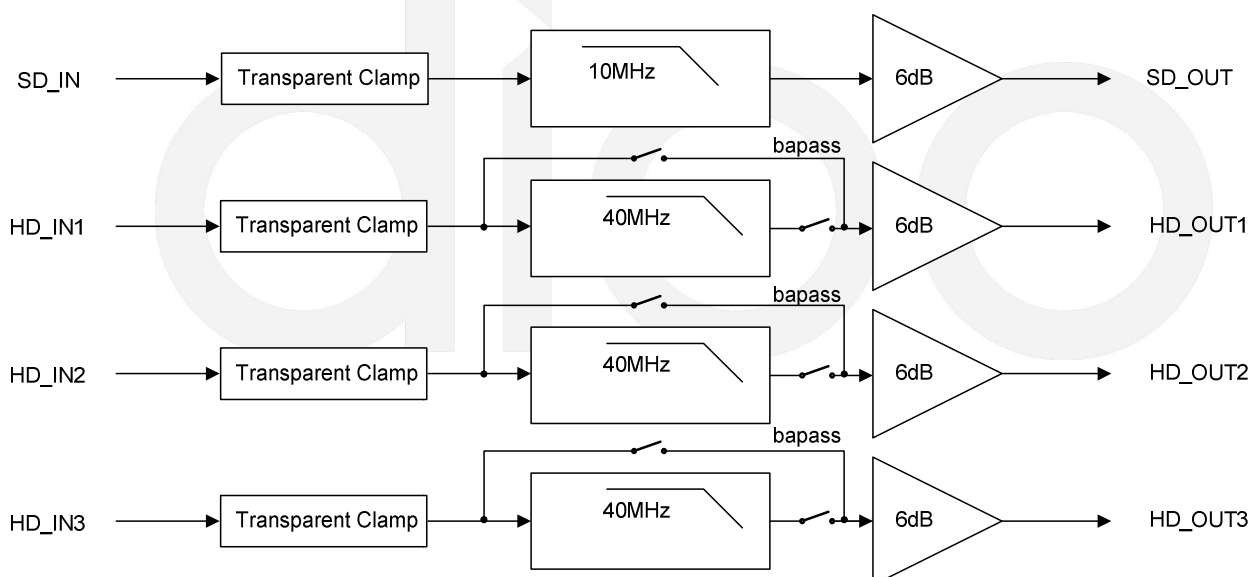 SD_IN Transparent Clamp 10MHz 6dB SD_OUT
bapass
HD_IN1 Transparent Clamp 40MHz 6dB HD_OUT1
bapass
HD_IN2 Transparent Clamp 40MHz 6dB HD_OUT2
bapass
HD_IN3 Transparent Clamp 40MHz 6dB HD_OUT3
dioo